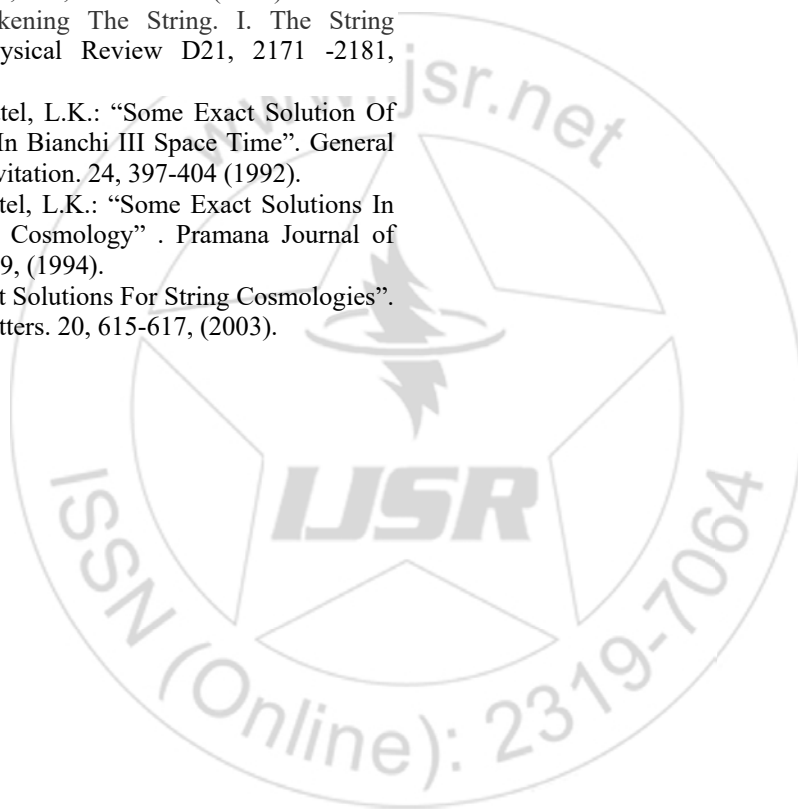 kening The String. I. The String
ysical Review D21, 2171 -2181,
tel, L.K.: “Some Exact Solution Of
In Bianchi III Space Time”. General
vitation. 24, 397-404 (1992).
tel, L.K.: “Some Exact Solutions In
Cosmology” . Pramana Journal of
9, (1994).
t Solutions For String Cosmologies”.
tters. 20, 615-617, (2003).
www.ijsr.net
IJSR
ISSN (Online): 2319-7064